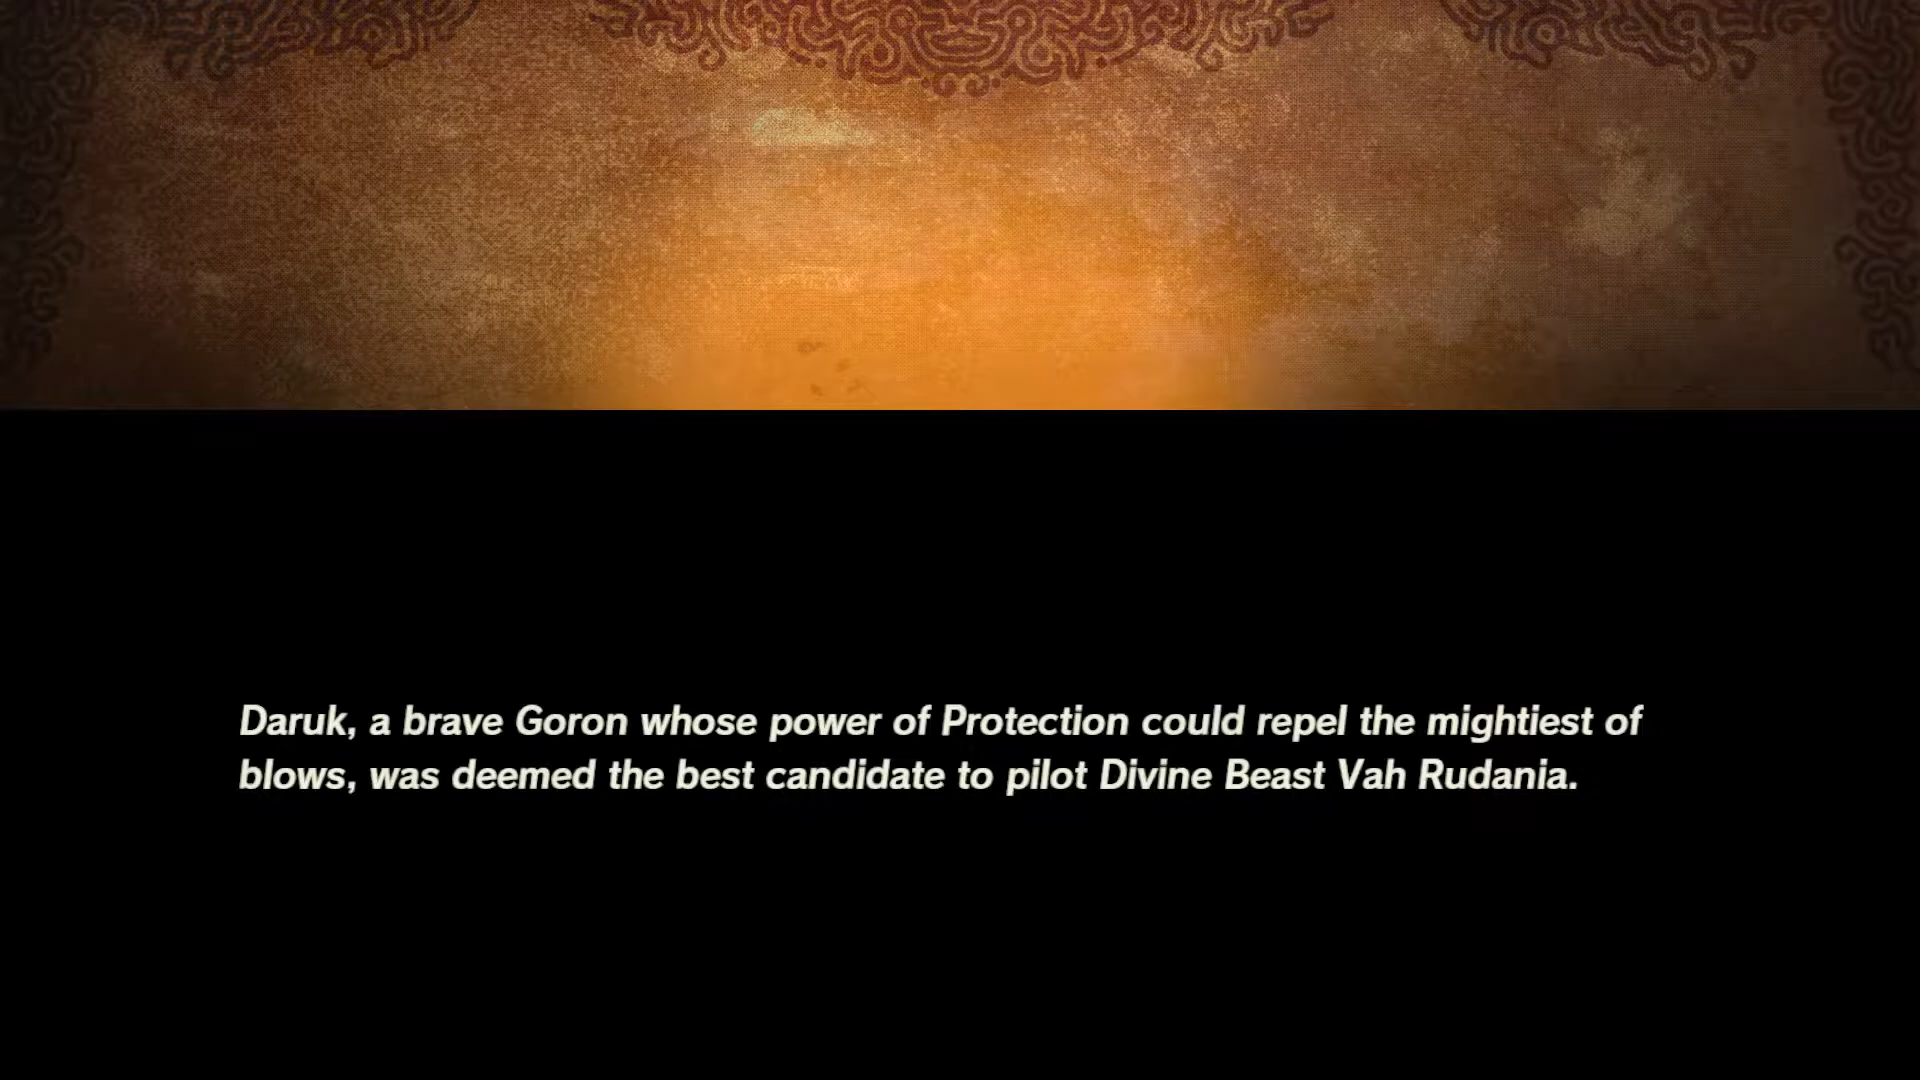 Daruk, a brave Goron whose power of Protection could repel the mightiest of
blows, was deemed the best candidate to pilot Divine Beast Vah Rudania.